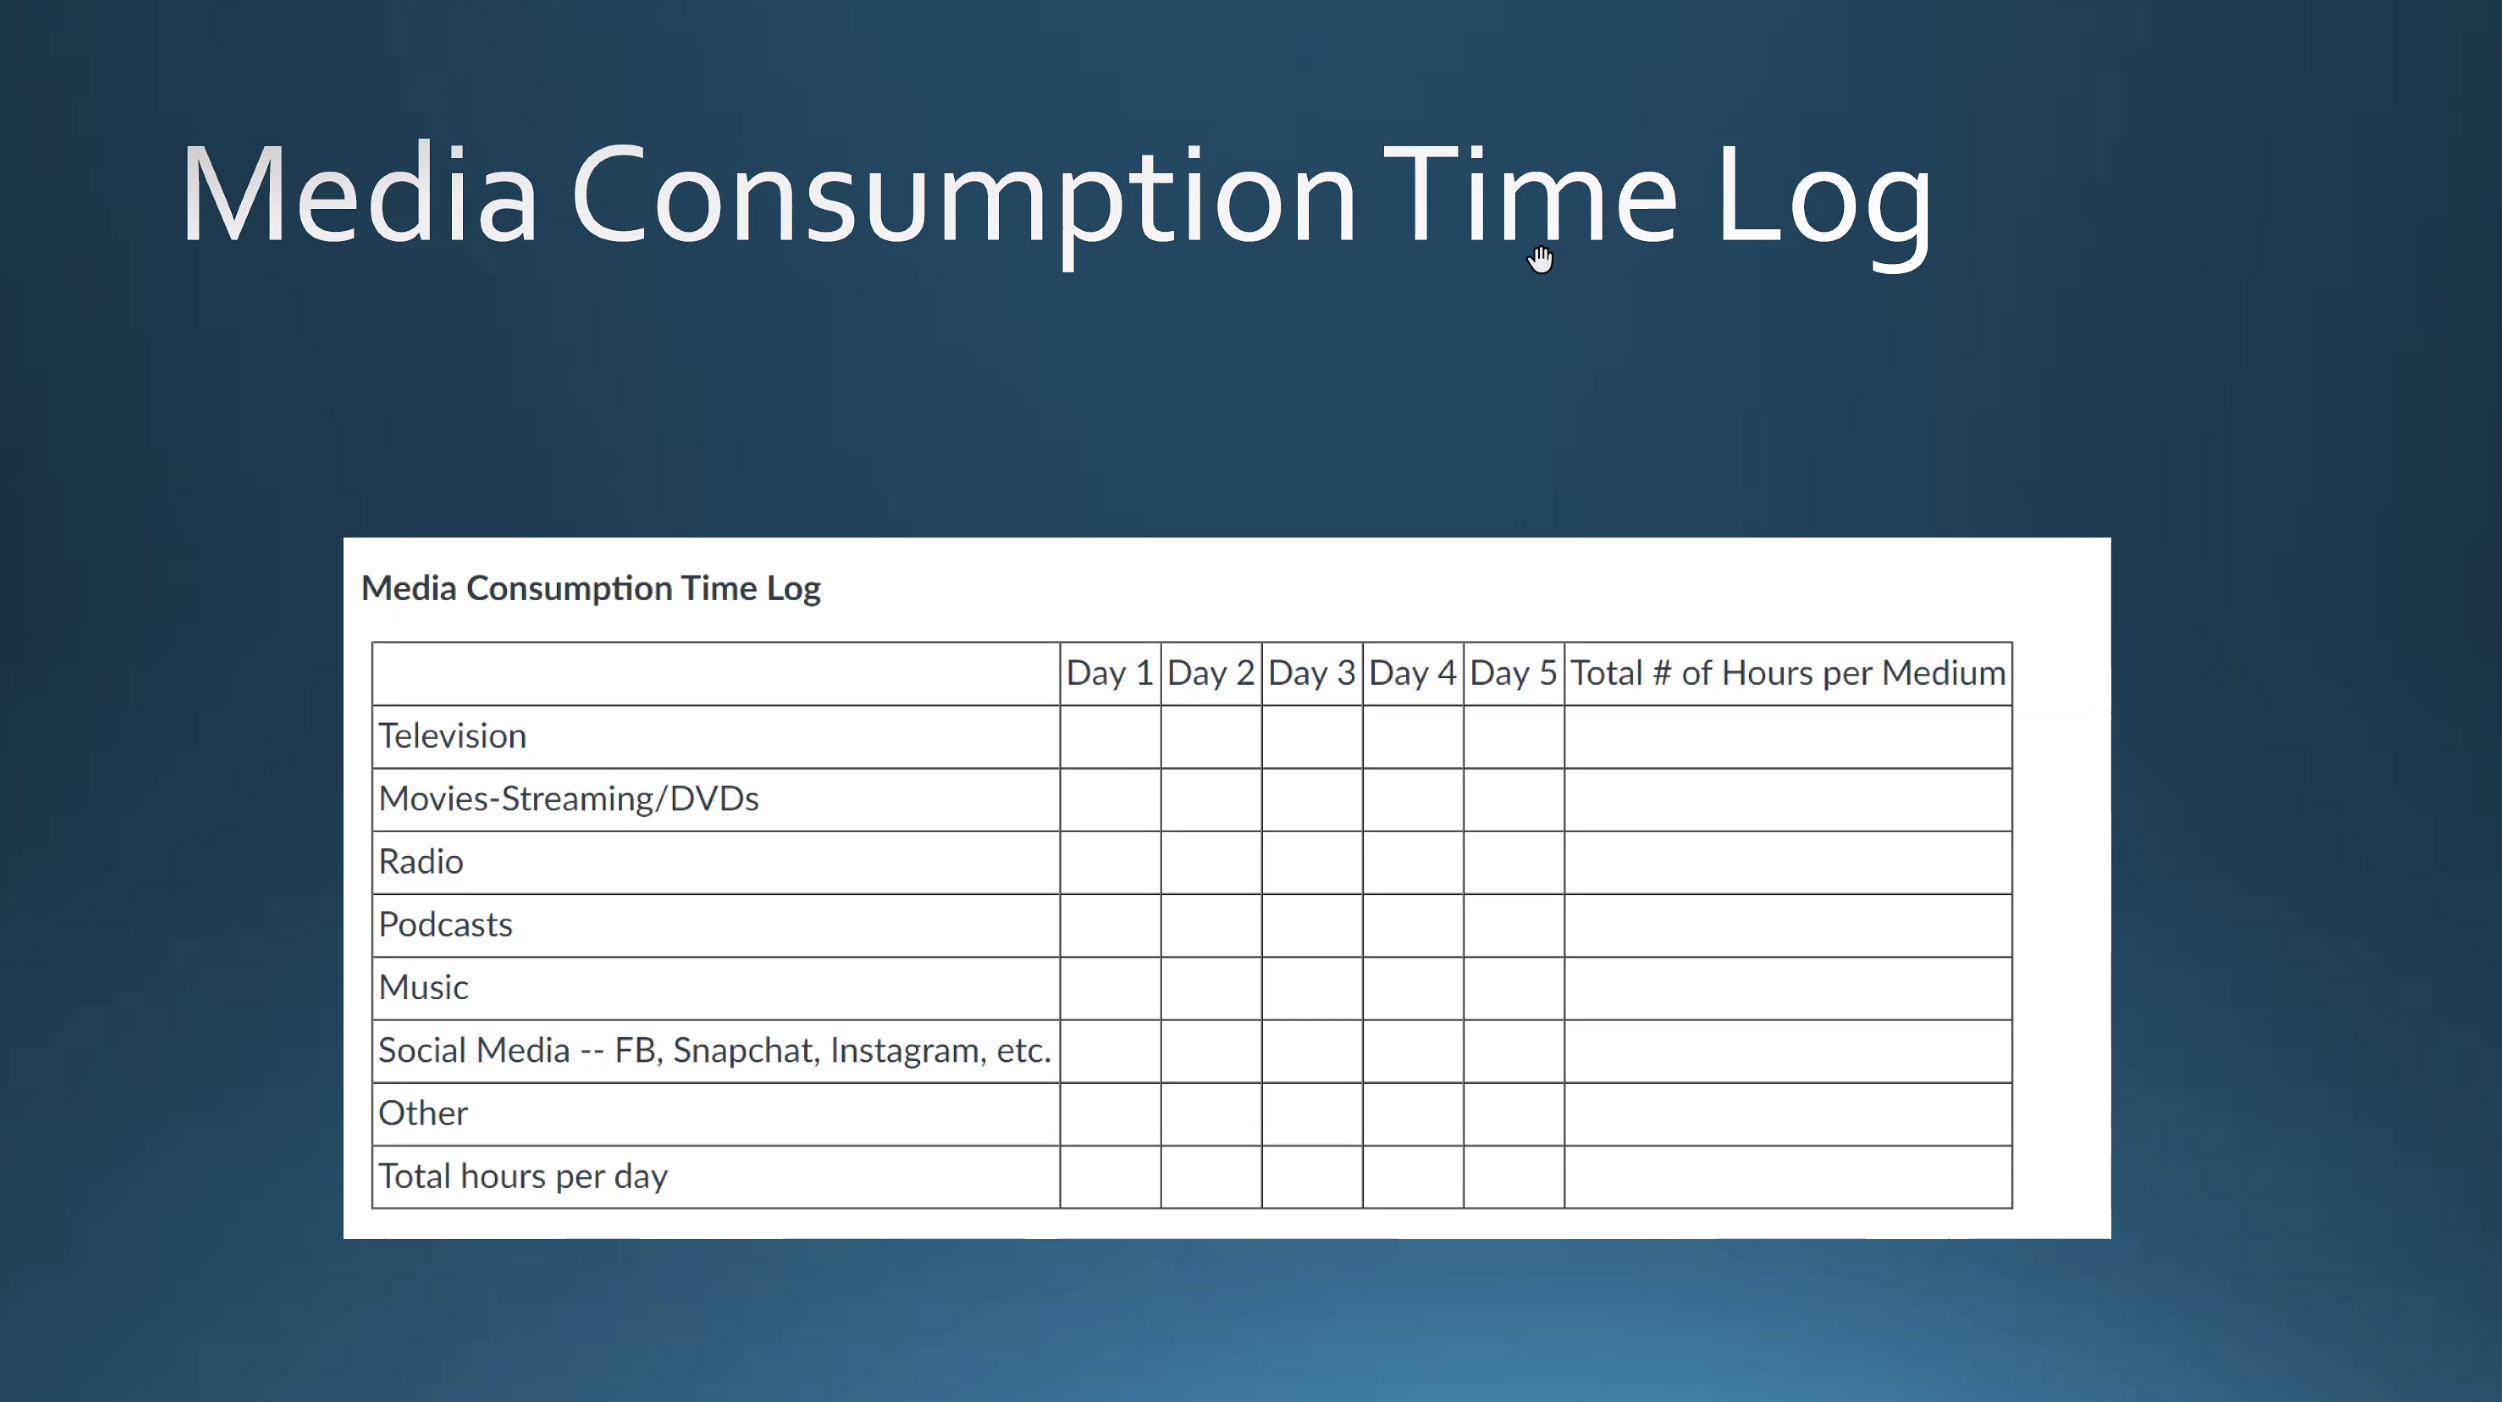 Media Consumption Time Log
Media Consumption Time Log
Day 1 Day 2 Day 3 Day 4 Day 5 Total # of Hours per Medium
Television
Movies-Streaming/DVDs
Radio
Podcasts
Music
Social Media -- FB, Snapchat, Instagram, etc.
Other
Total hours per day